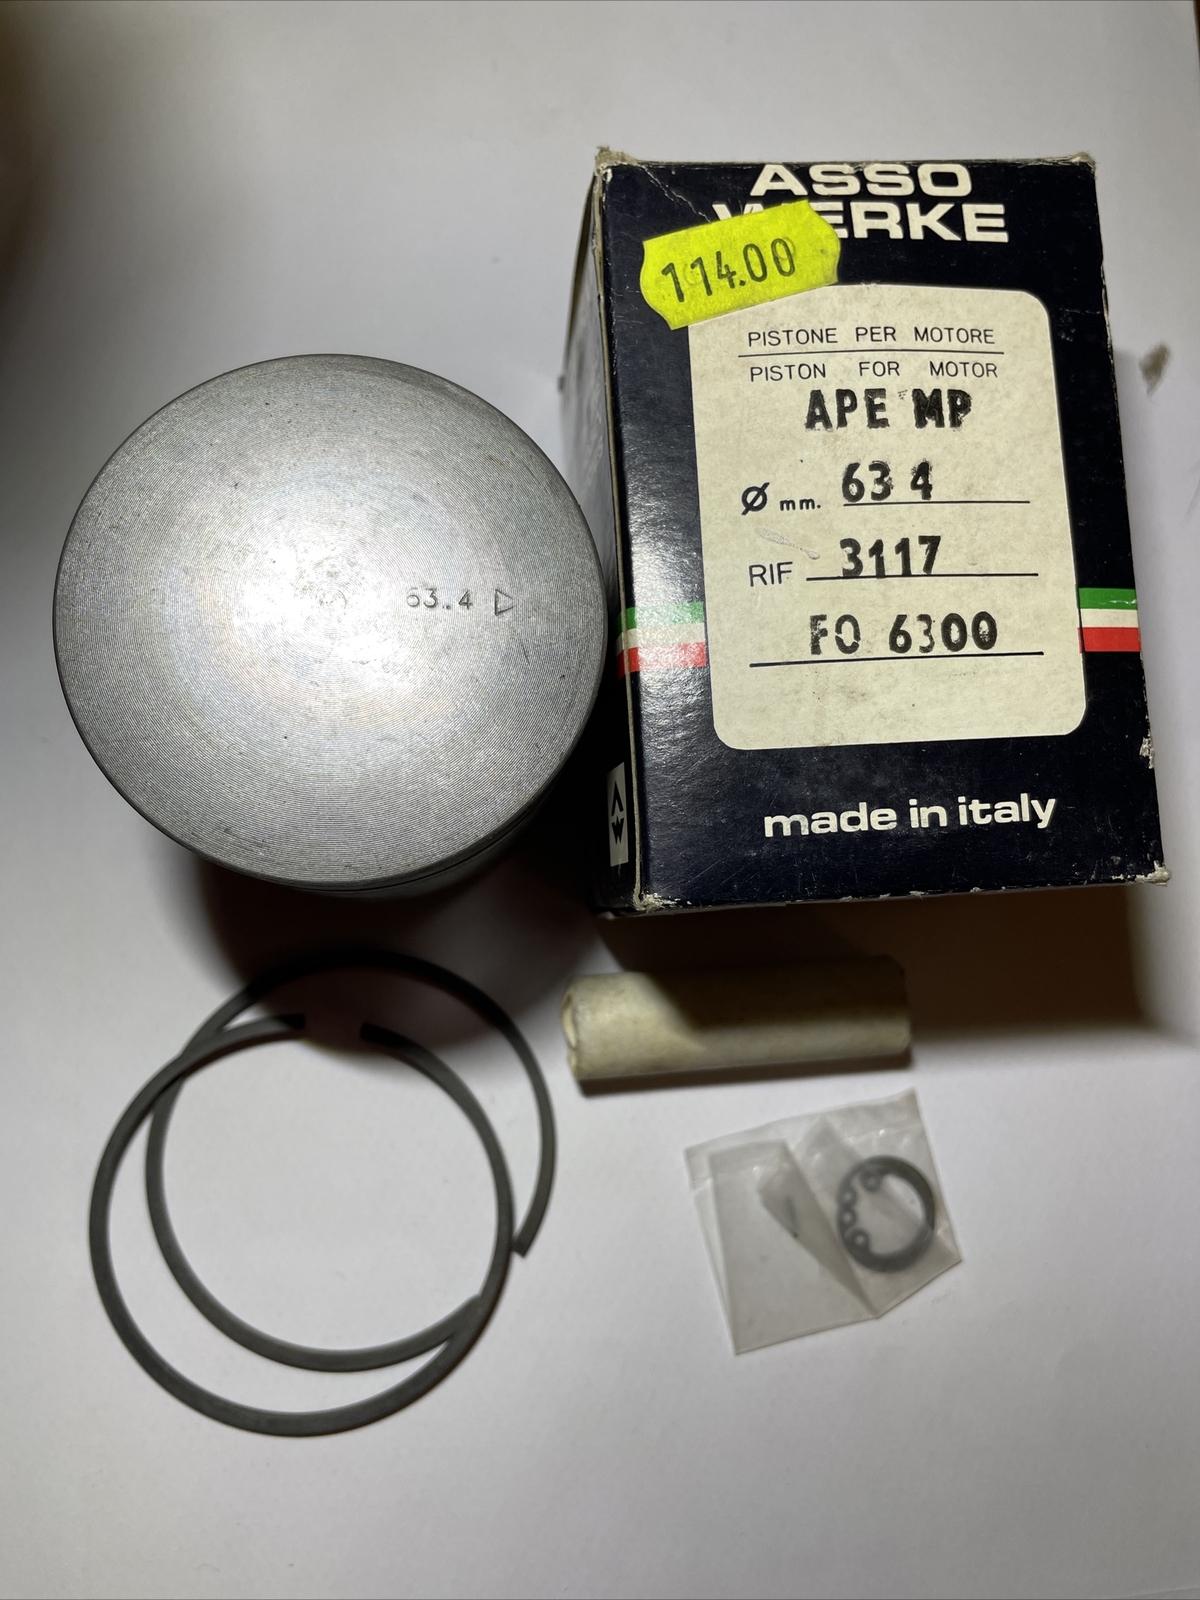 ASSO
WERKE
114.00
PISTONE PER MOTORE
PISTON FOR MOTOR
APE MP
Ø mm. 63 4
RIF 3117
FO 6300
made in italy
AW
63.4